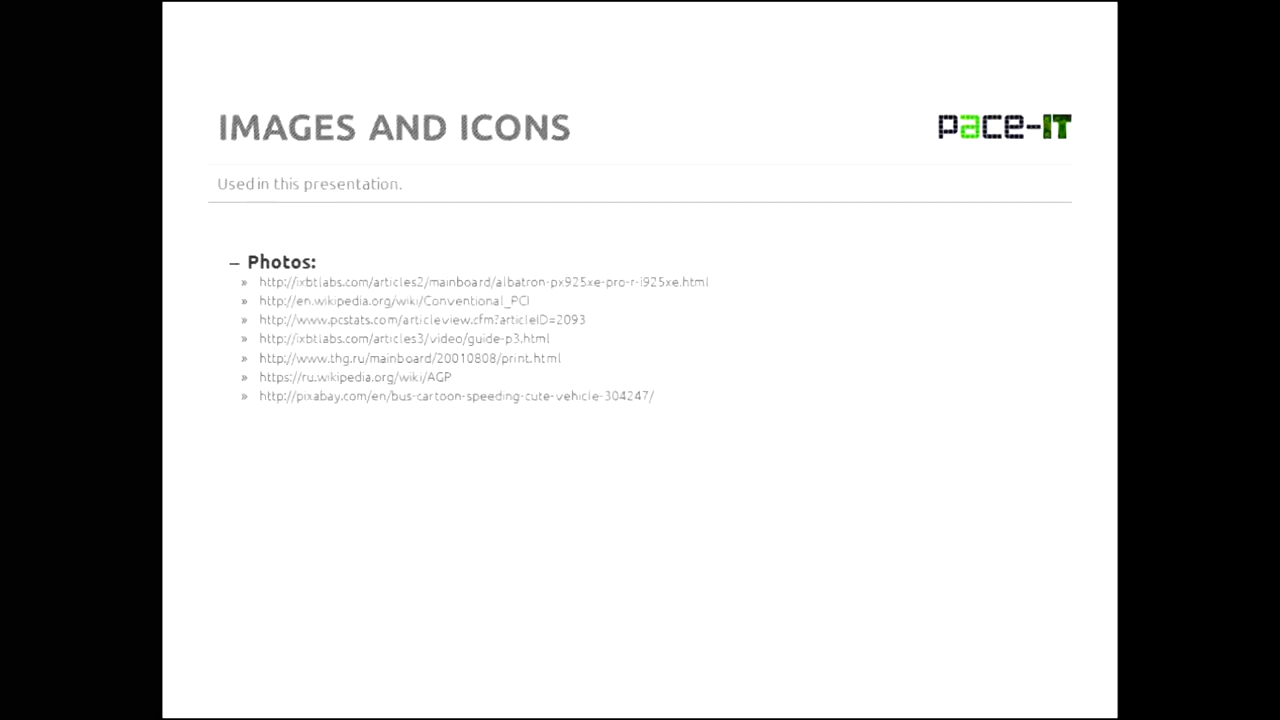 IMAGES AND ICONS
pace-IT
Used in this presentation.
– Photos:
» http://ixbtlabs.com/articles2/mainboard/albatron-px925xe-pro-r-i925xe.html
» http://en.wikipedia.org/wiki/Conventional_PCI
» http://www.pcstats.com/articleview.cfm?articleID=2093
» http://ixbtlabs.com/articles3/video/guide-p3.html
» http://www.thg.ru/mainboard/20010808/print.html
» https://ru.wikipedia.org/wiki/AGP
» http://pixabay.com/en/bus-cartoon-speeding-cute-vehicle-304247/